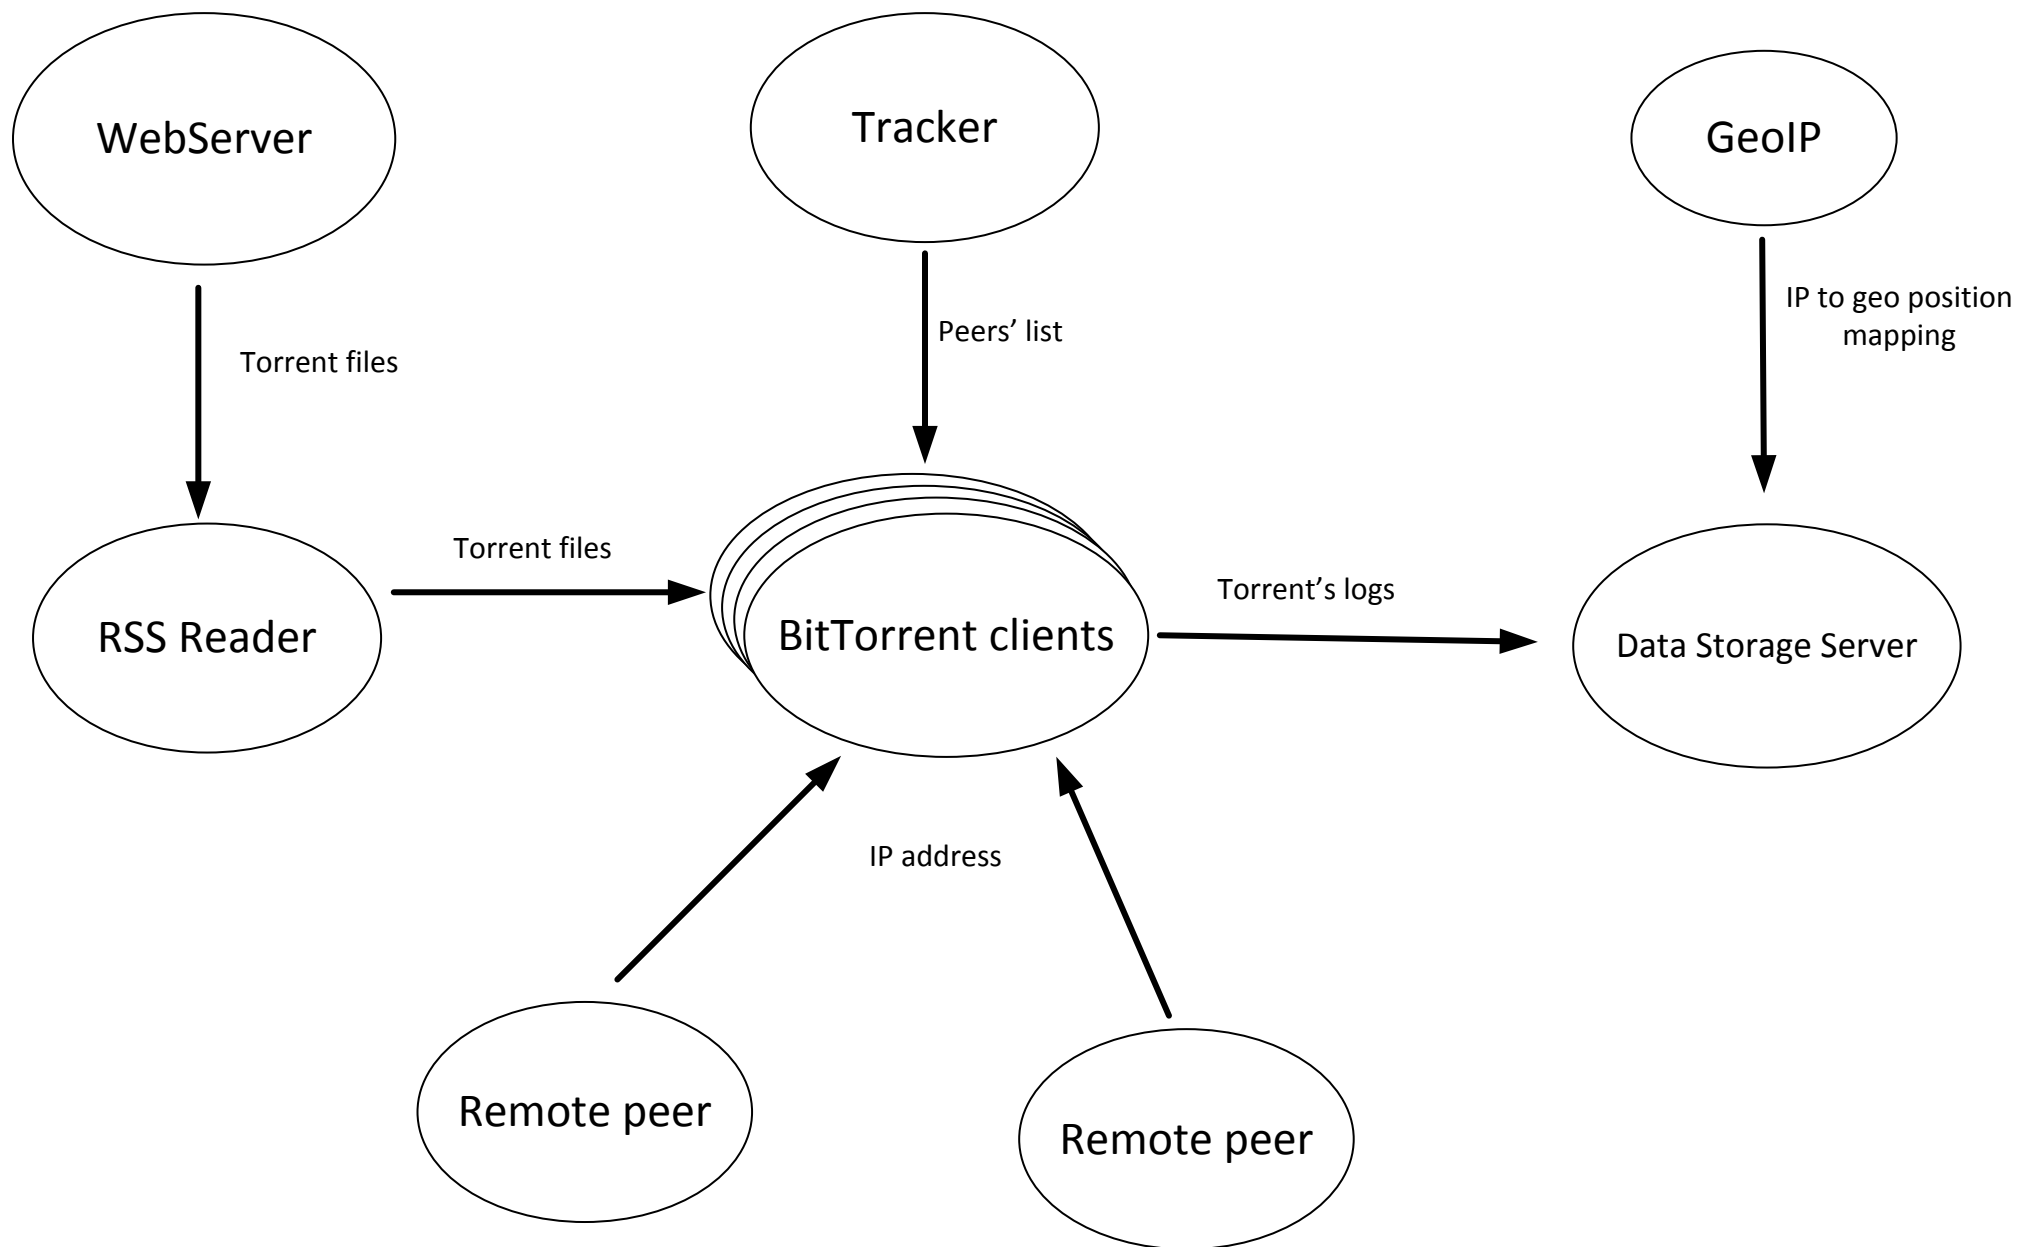 WebServer
Tracker
GeoIP
IP to geo position
mapping
Peers’ list
Torrent files
Torrent files
Torrent’s logs
RSS Reader
BitTorrent clients
Data Storage Server
IP address
Remote peer
Remote peer